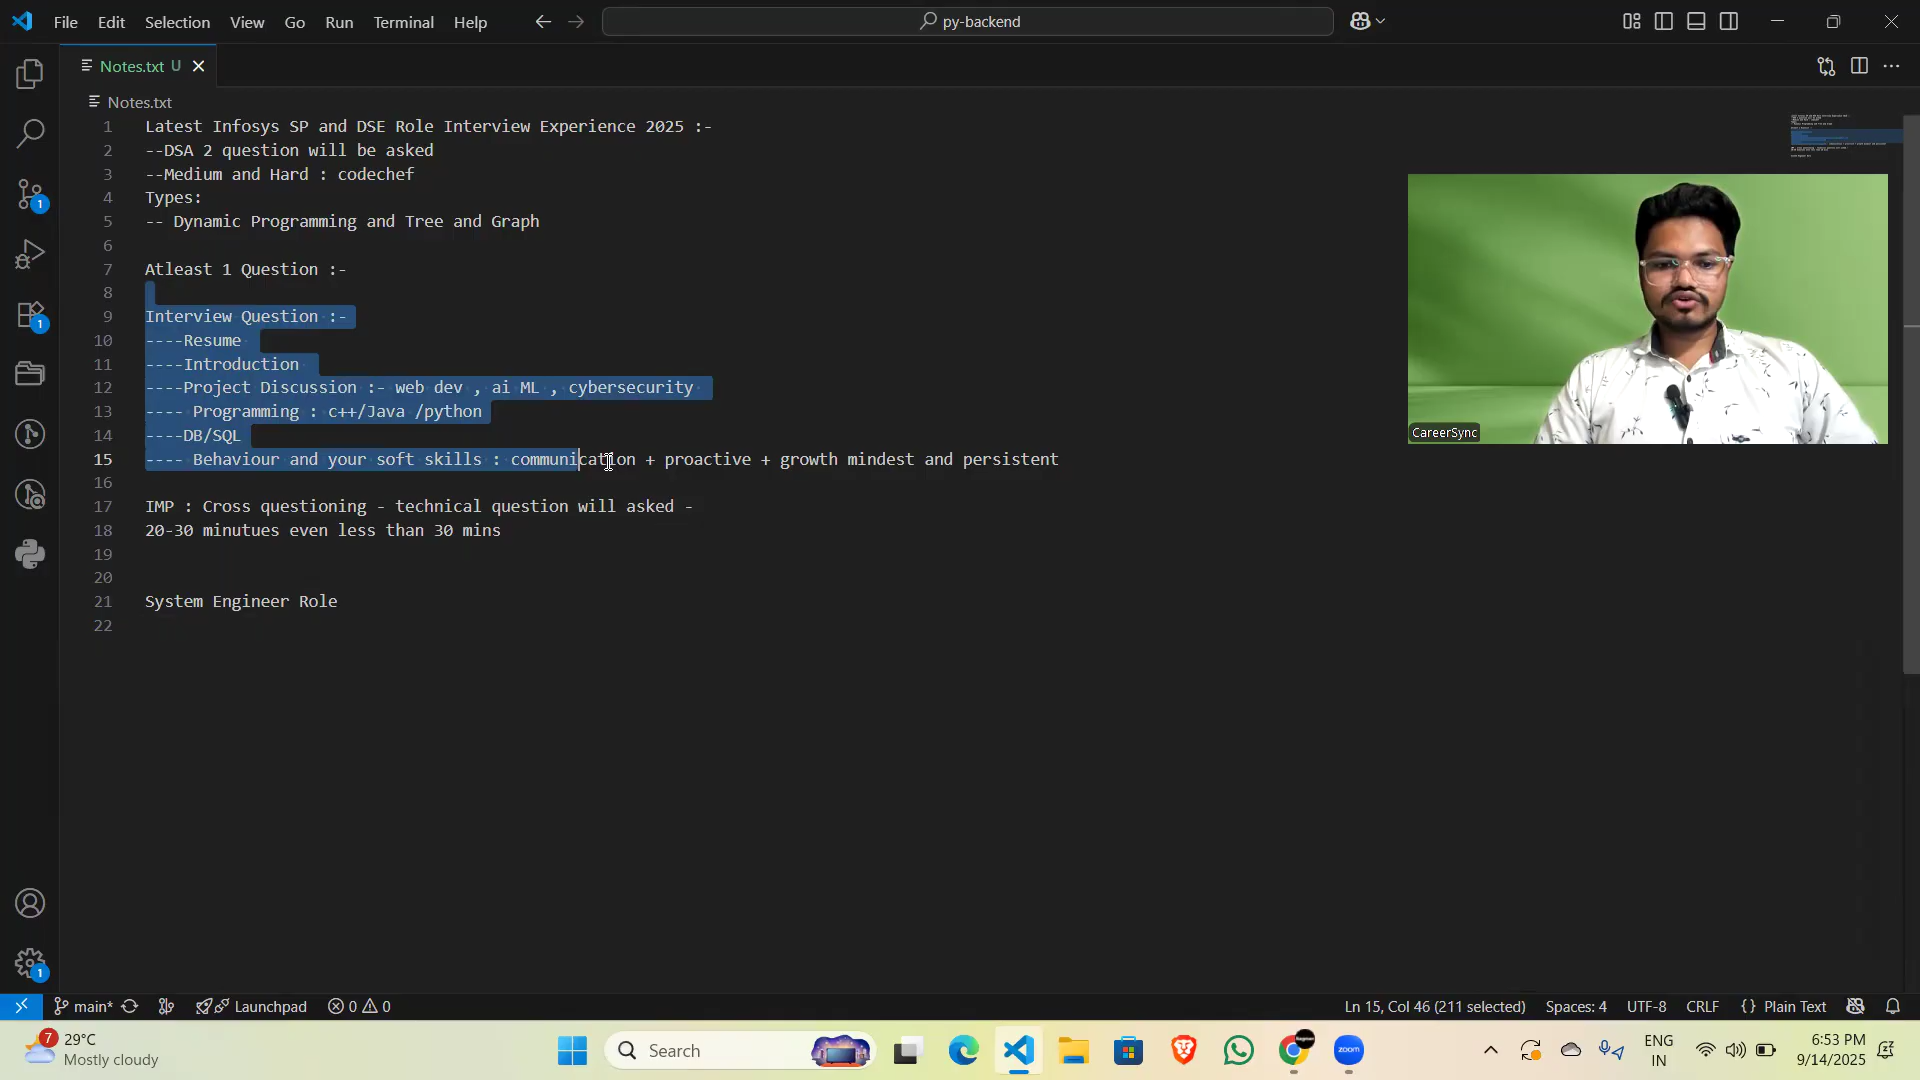 File Edit Selection View Go Run Terminal Help
py-backend
Notes.txt U
Notes.txt
1 Latest Infosys SP and DSE Role Interview Experience 2025 :-
2 --DSA 2 question will be asked
3 --Medium and Hard : codechef
4 Types:
5 -- Dynamic Programming and Tree and Graph
6
7 Atleast 1 Question :-
8
9 Interview Question :-
10 ----Resume
11 ----Introduction
12 ----Project Discussion :- web dev , ai ML , cybersecurity
13 ---- Programming : c++/Java /python
14 ----DB/SQL
15 ---- Behaviour and your soft skills : communication + proactive + growth mindest and persistent
16
17 IMP : Cross questioning - technical question will asked -
18 20-30 minutues even less than 30 mins
19
20
21 System Engineer Role
22
CareerSync
1
1
1
main* Launchpad 0 0
Ln 15, Col 46 (211 selected) Spaces: 4 UTF-8 CRLF {} Plain Text
7 29°C
Mostly cloudy
Search
zoom
ENG
IN
6:53 PM
9/14/2025